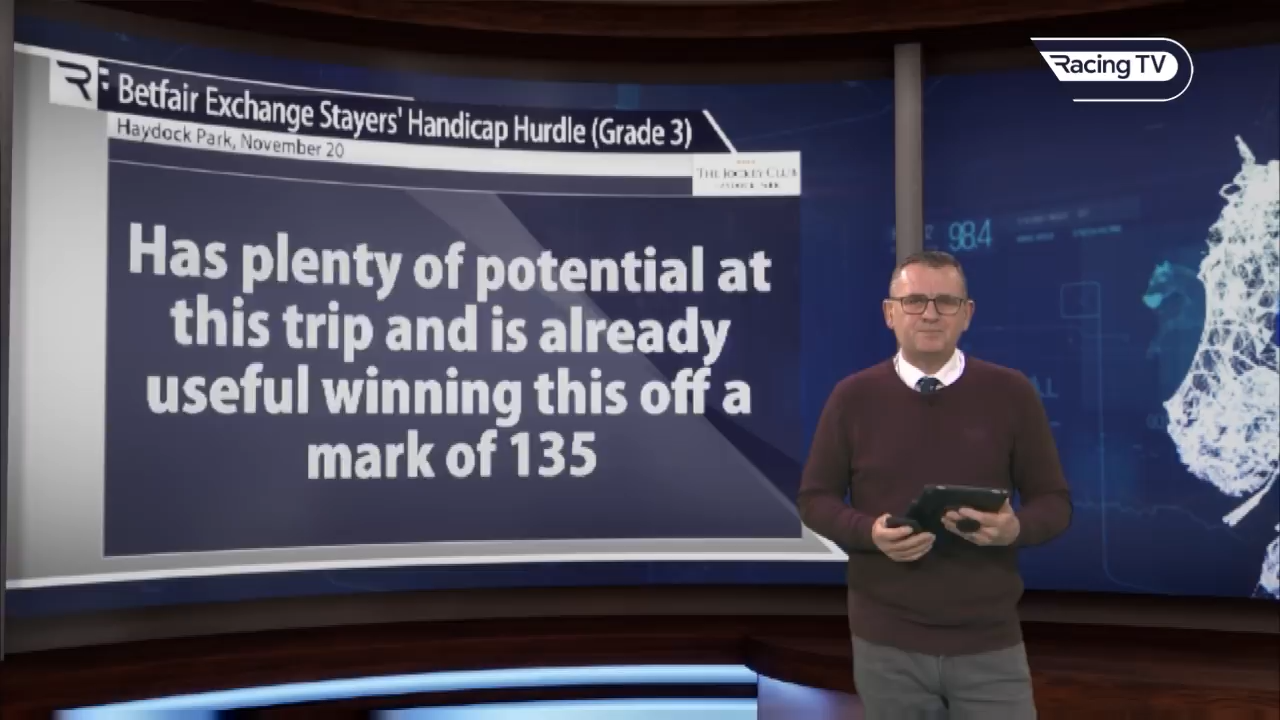 Racing TV
Betfair Exchange Stayers' Handicap Hurdle (Grade 3)
Haydock Park, November 20
THE JOCKEY CLUB
Has plenty of potential at
this trip and is already
useful winning this off a
mark of 135
98.4